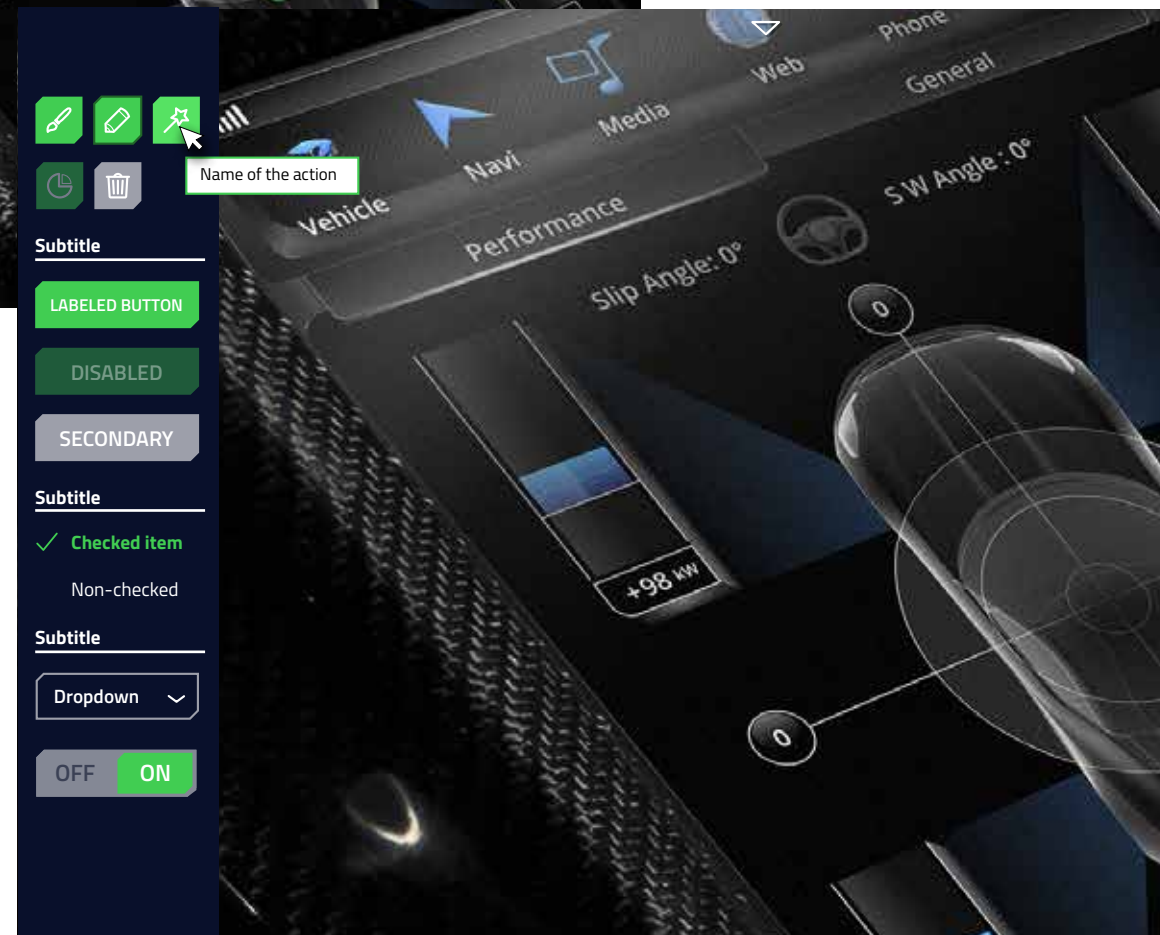 Name of the action
Subtitle
LABELED BUTTON
DISABLED
SECONDARY
Subtitle
Checked item
Non-checked
Subtitle
Dropdown
OFF ON
Vehicle
Navi
Media
Web
Phone
Performance
General
Slip Angle: 0°
S W Angle : 0°
0
+98 kW
0